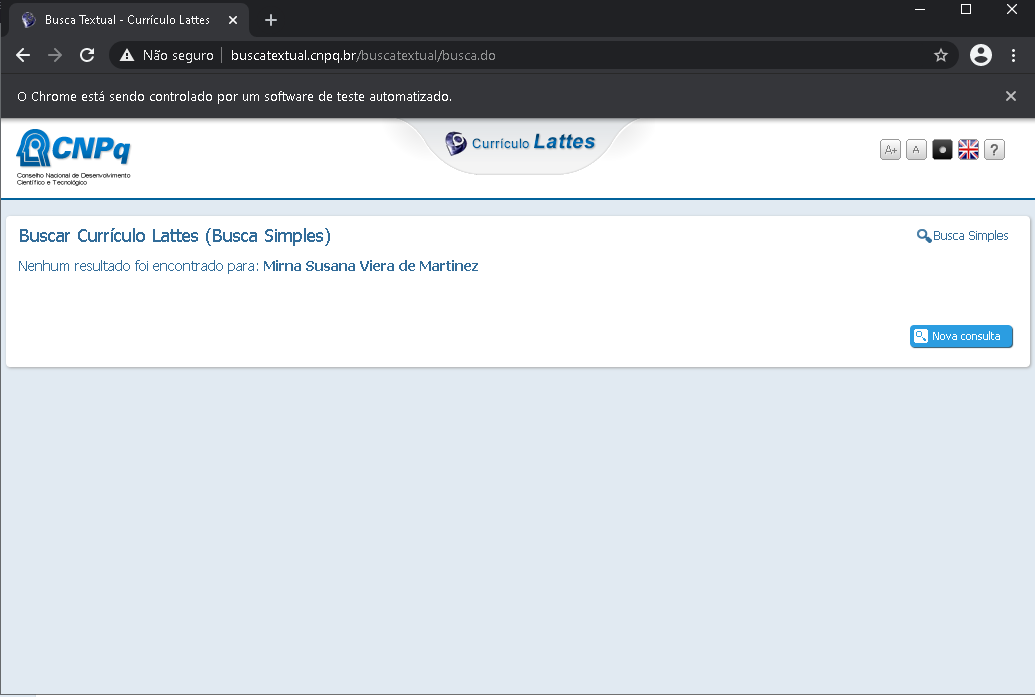 Busca Textual - Currículo Lattes
Não seguro buscatextual.cnpq.br/buscatextual/busca.do
O Chrome está sendo controlado por um software de teste automatizado.
CNPq
Conselho Nacional de Desenvolvimento
Científico e Tecnológico
Currículo Lattes
A+ A ?
Buscar Currículo Lattes (Busca Simples)
Busca Simples
Nenhum resultado foi encontrado para: Mirna Susana Viera de Martinez
Nova consulta